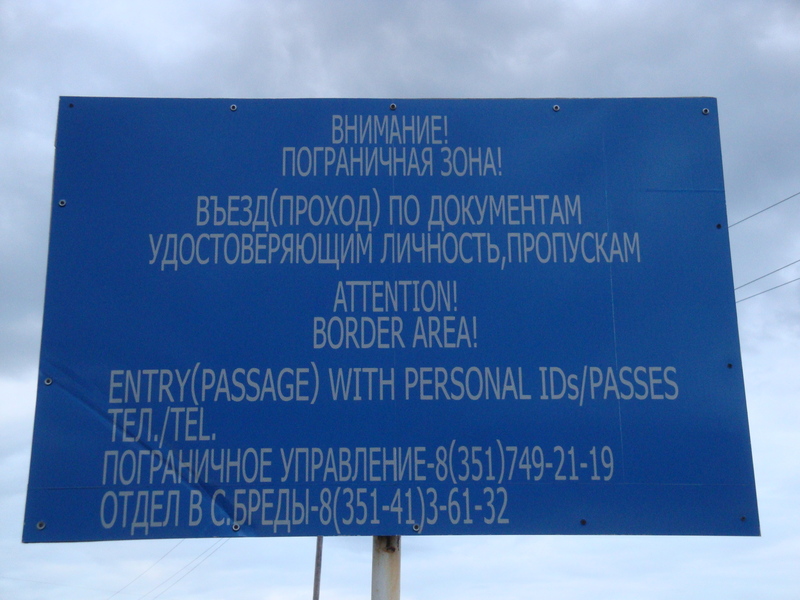 ВНИМАНИЕ!
ПОГРАНИЧНАЯ ЗОНА!
ВЪЕЗД(ПРОХОД) ПО ДОКУМЕНТАМ
УДОСТОВЕРЯЮЩИМ ЛИЧНОСТЬ,ПРОПУСКАМ
ATTENTION!
BORDER AREA!
ENTRY(PASSAGE) WITH PERSONAL IDs/PASSES
ТЕЛ./TEL.
ПОГРАНИЧНОЕ УПРАВЛЕНИЕ-8(351)749-21-19
ОТДЕЛ В С.БРЕДЫ-8(351-41)3-61-32